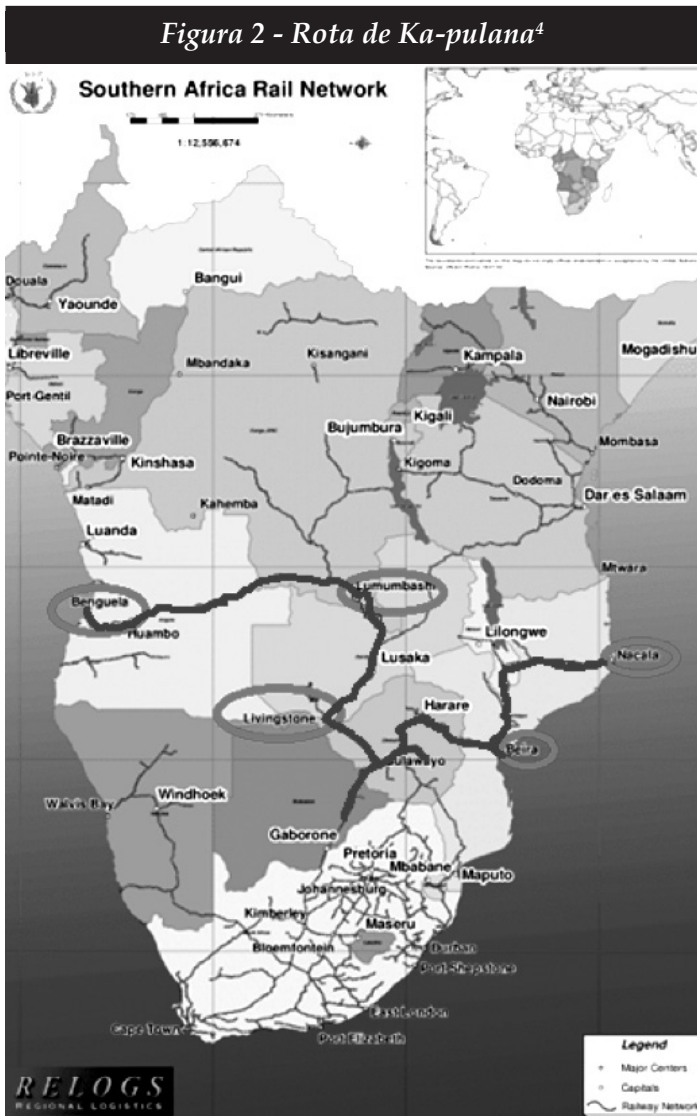 Figura 2 - Rota de Ka-pulana⁴
Southern Africa Rail Network
1:12,556,674
Bangui
Douala
Yaounde
Libreville
Port-Gentil
Mbandaka
Kisangani
Kampala
Mogadishu
Nairobi
Kigali
Bujumbura
Brazzaville
Pointe-Noire
Kinshasa
Kigoma
Mombasa
Dodoma
Matadi
Kahemba
Dar es Salaam
Luanda
Mtwara
Lumumbashi
Benguela
Huambo
Lilongwe
Lusaka
Nacala
Livingstone
Harare
Beira
Bulawayo
Windhoek
Walvis Bay
Gaborone
Pretoria
Mbabane
Maputo
Johannesburg
Kimberley
Maseru
Bloemfontein
Durban
Port Shepstone
East London
Cape Town
Port Elizabeth
Legend
Major Centers
Capitals
Railway Network
RELOGS
REGIONAL LOGISTICS